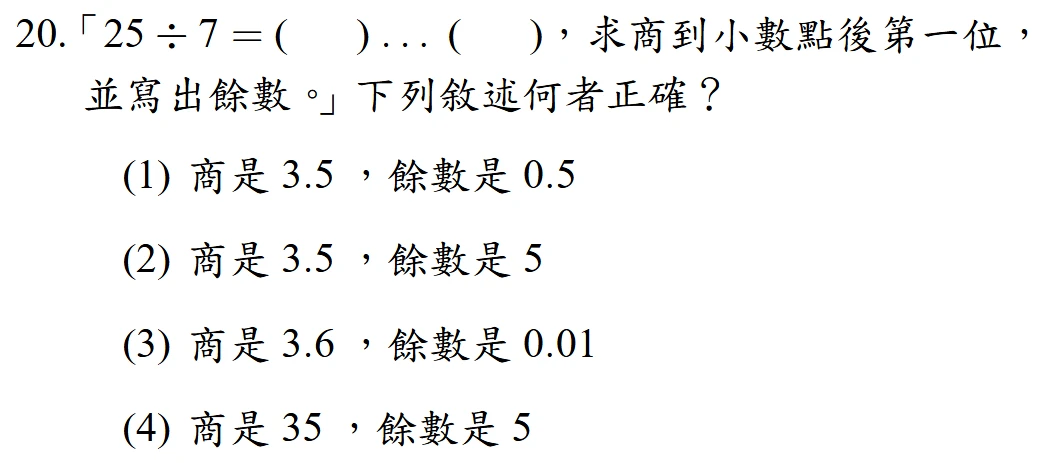 20.「25 ÷ 7 = (　　)…(　　)，求商到小數點後第一位，
並寫出餘數。」下列敘述何者正確？
(1) 商是 3.5 ，餘數是 0.5
(2) 商是 3.5 ，餘數是 5
(3) 商是 3.6 ，餘數是 0.01
(4) 商是 35 ，餘數是 5